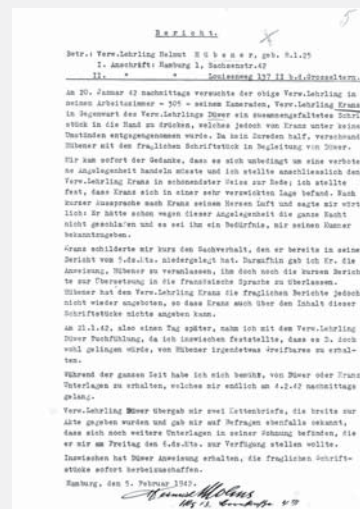 5
Bericht.
Betr.: Verw.Lehrling Helmut Hübener, geb. 8.1.25
I. Anschrift: Hamburg 1, Sachsenstr.42
II. " " Louisenweg 137 II b.d.Grosseltern.
Am 20. Januar 42 nachmittags versuchte der obige Verw.Lehrling in
meinen Arbeitszimmer - 305 - seinem Kameraden, Verw.Lehrling Kranz
in Gegenwart des Verw.Lehrlings Düwer ein zusammengefaltetes Schrift
stück in die Hand zu drücken, welches jedoch von Kranz unter keinen
Umständen entgegengenommen wurde. Da kein Zureden half, verschwand
Hübener mit dem fraglichen Schriftstück in Begleitung von Düwer.
Mir kam sofort der Gedanke, dass es sich unbedingt um eine verbote
ne Angelegenheit handeln müsste und ich stellte anschliessend den
Verw.Lehrling Kranz in schonendster Weise zur Rede; ich stellte
fest, dass Kranz sich in einer sehr verzwickten Lage befand. Nach
kurzer Aussprache mach Kranz seinem Herzen Luft und sagte mir wört
lich: Er hätte schon wegen dieser Angelegenheit die ganze Nacht
nicht geschlafen und es sei ihm ein Bedürfnis, mir seinen Kummer
bekanntzugeben.
Kranz schilderte mir kurz den Sachverhalt, den er bereits in seinem
Bericht vom 5.ds.Mts. niedergelegt hat. Daraufhin gab ich Kr. die
Anweisung, Hübener zu veranlassen, ihm doch noch die kurzen Berich
te zur Übersetzung in die französische Sprache zu überlassen.
Hübener hat dem Verw.Lehrling Kranz die fraglichen Berichte jedoch
nicht wieder angeboten, so dass Kranz auch über den Inhalt dieser
Schriftstücke nichts angeben kann.
Am 21.1.42, also einen Tag später, nahm ich mit dem Verw.Lehrling
Düwer Fuchfühlung, da ich inzwischen feststellte, dass es D. doch
wohl gelingen würde, von Hübener irgendetwas Greifbares zu erhal-
ten.
Während der ganzen Zeit habe ich mich bemüht, von Düwer oder Kranz
Unterlagen zu erhalten, welches mir endlich am 4.2.42 nachmittags
gelang.
Verw.Lehrling Düwer übergab mir zwei Kettenbriefe, die breits zur
Akte gegeben wurden und gab mir auf Befragen ebenfalls bekannt,
dass sich noch weitere Unterlagen in seiner Wohnung befänden, die
er mir am Freitag den 6.ds.Mts. zur Verfügung stellen wollte.
Inzwischen hat Düwer Anweisung erhalten, die fraglichen Schrift-
stücke sofort herbeizuschaffen.
Hamburg, den 5. Februar 1942.
Mohns